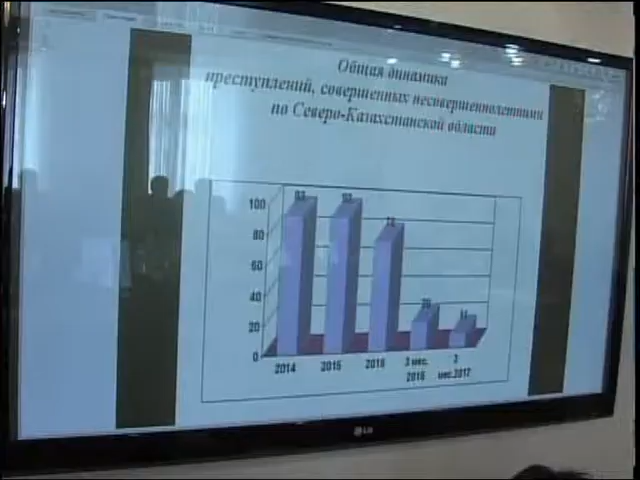 Общая динамика
преступлений, совершенных несовершеннолетними
по Северо-Казахстанской области
100
80
60
40
20
0
2014
2015
2016
3 мес.
2016
3
мес.2017
LG